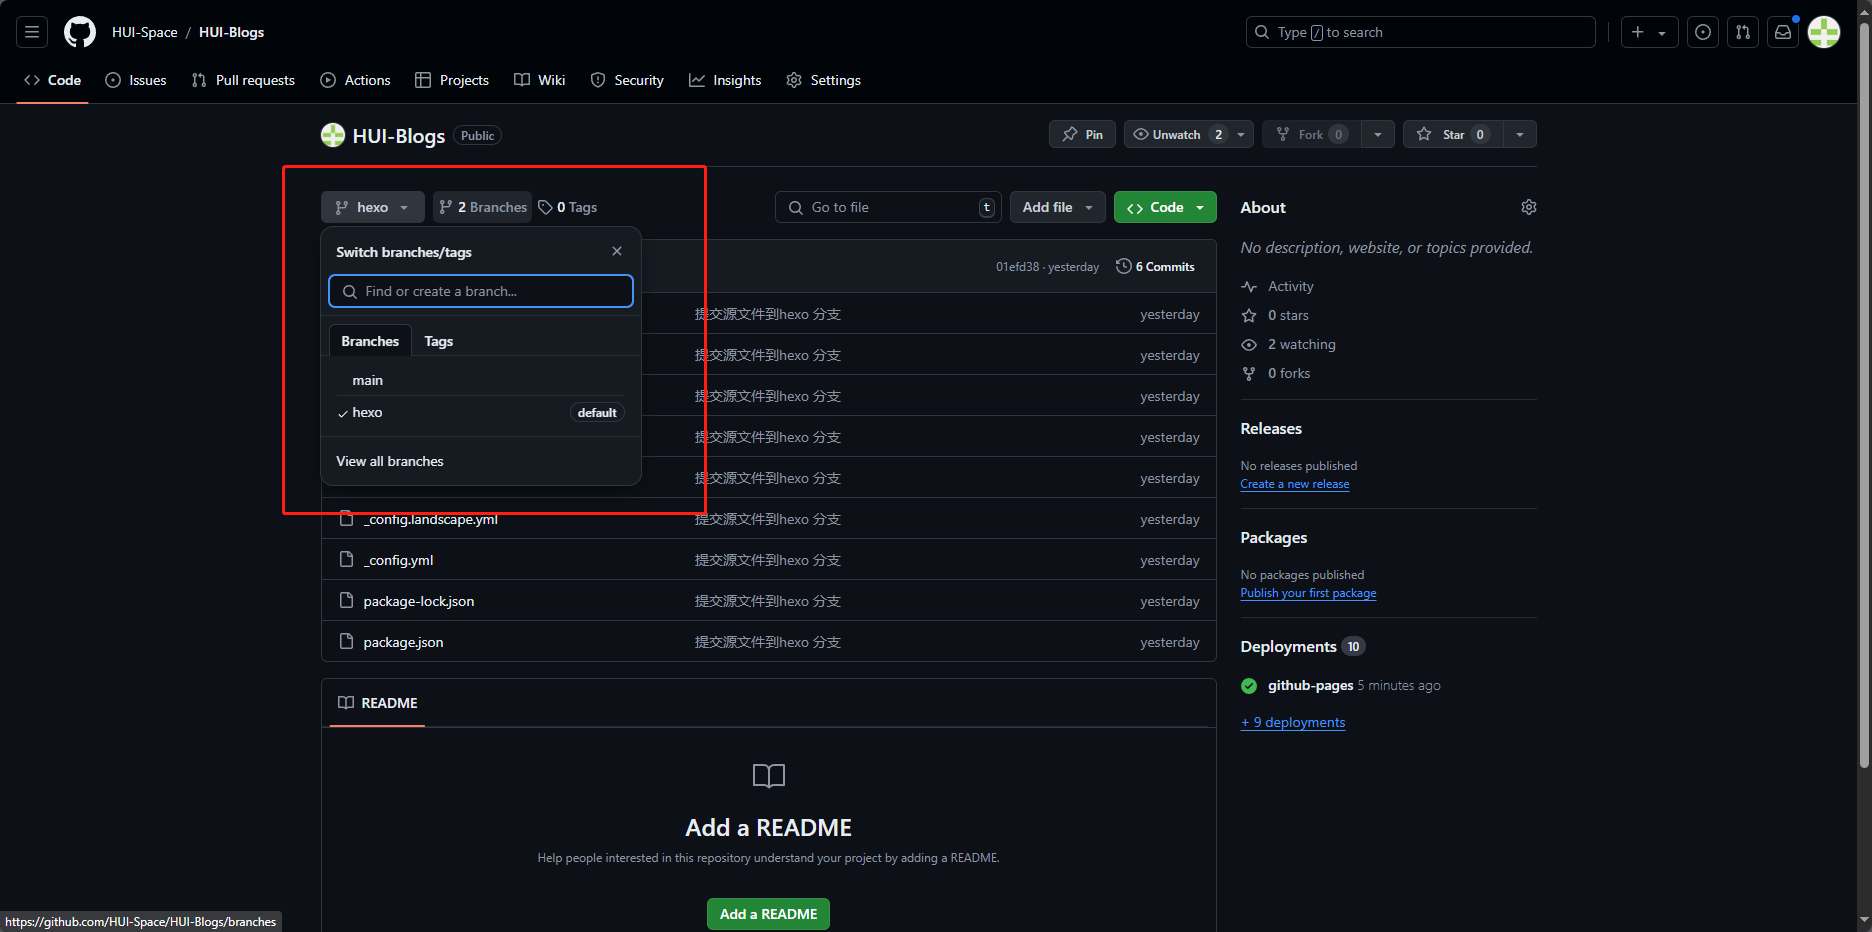 HUI-Space / HUI-Blogs
Type / to search
Code Issues Pull requests Actions Projects Wiki Security Insights Settings
HUI-Blogs Public
Pin Unwatch 2 Fork 0 Star 0
hexo 2 Branches 0 Tags Go to file t Add file Code
Switch branches/tags
Find or create a branch...
Branches Tags
main
hexo default
View all branches
01efd38 · yesterday 6 Commits
提交源文件到hexo 分支 yesterday
提交源文件到hexo 分支 yesterday
提交源文件到hexo 分支 yesterday
提交源文件到hexo 分支 yesterday
提交源文件到hexo 分支 yesterday
_config.landscape.yml 提交源文件到hexo 分支 yesterday
_config.yml 提交源文件到hexo 分支 yesterday
package-lock.json 提交源文件到hexo 分支 yesterday
package.json 提交源文件到hexo 分支 yesterday
README
Add a README
Help people interested in this repository understand your project by adding a README.
Add a README
About
No description, website, or topics provided.
Activity
0 stars
2 watching
0 forks
Releases
No releases published
Create a new release
Packages
No packages published
Publish your first package
Deployments 10
github-pages 5 minutes ago
+ 9 deployments
https://github.com/HUI-Space/HUI-Blogs/branches